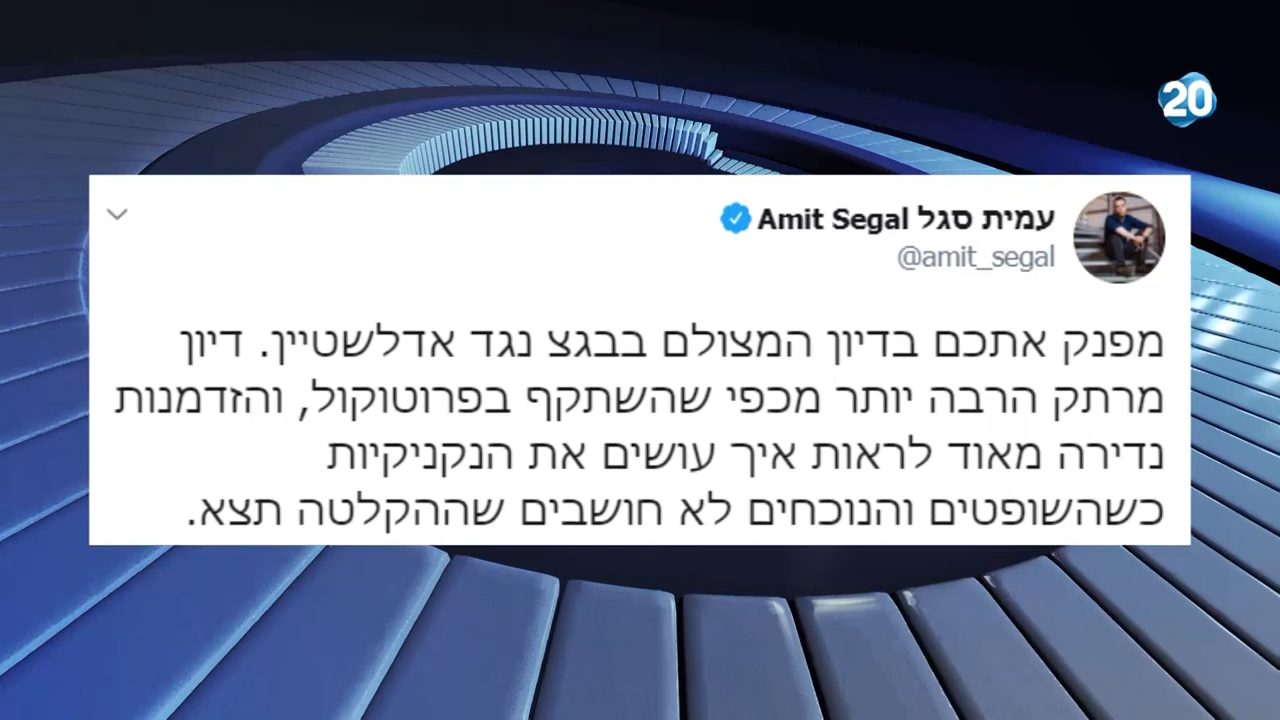 20
עמית סגל Amit Segal
@amit_segal
מפנק אתכם בדיון המצולם בבגצ נגד אדלשטיין. דיון
מרתק הרבה יותר מכפי שהשתקף בפרוטוקול, והזדמנות
נדירה מאוד לראות איך עושים את הנקניקיות
כשהשופטים והנוכחים לא חושבים שההקלטה תצא.